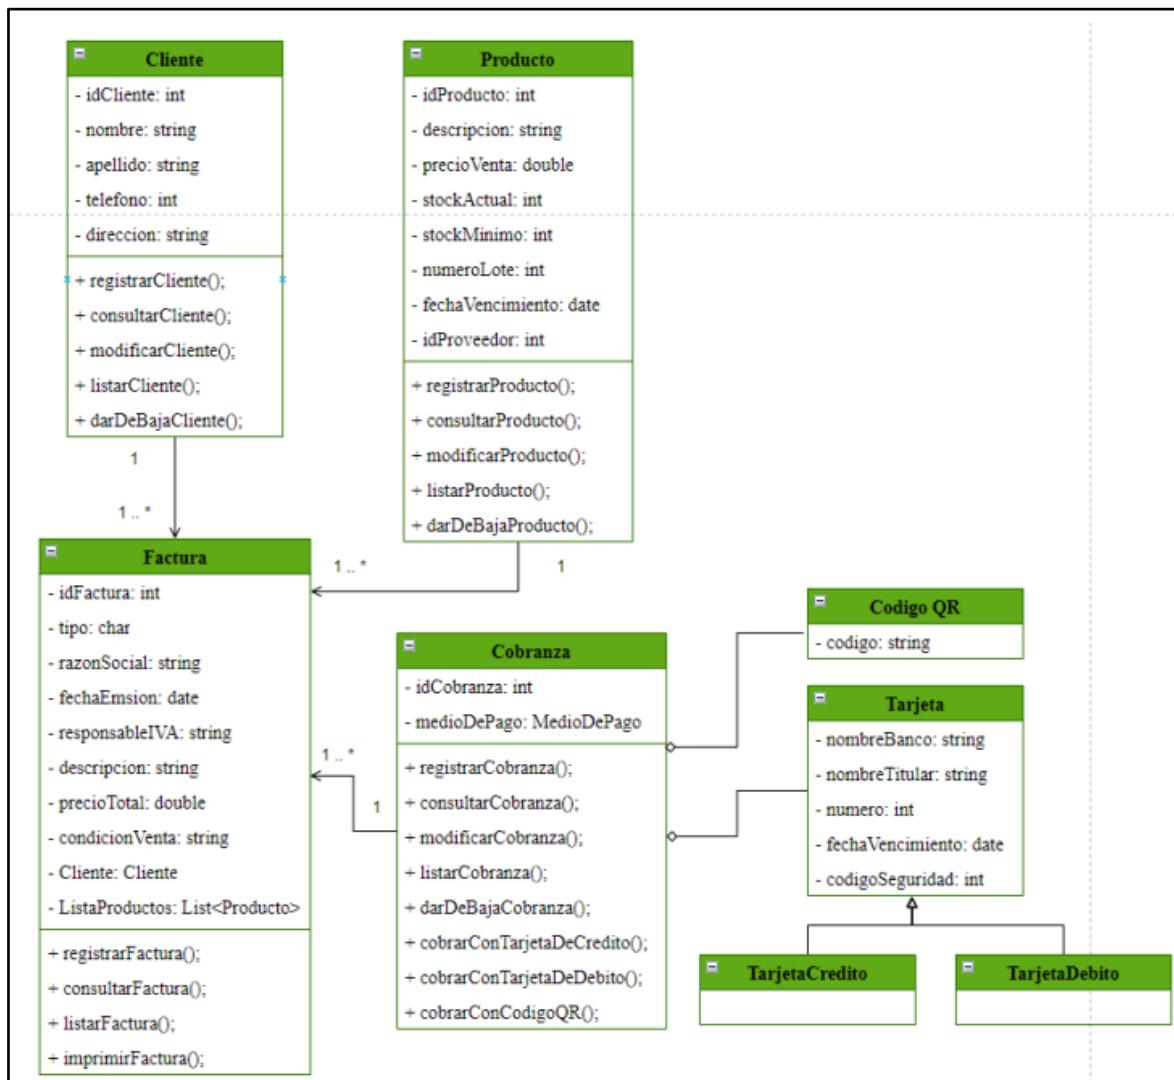 Cliente
- idCliente: int
- nombre: string
- apellido: string
- telefono: int
- direccion: string
+ registrarCliente();
+ consultarCliente();
+ modificarCliente();
+ listarCliente();
+ darDeBajaCliente();
1
1 .. *
Producto
- idProducto: int
- descripcion: string
- precioVenta: double
- stockActual: int
- stockMinimo: int
- numeroLote: int
- fechaVencimiento: date
- idProveedor: int
+ registrarProducto();
+ consultarProducto();
+ modificarProducto();
+ listarProducto();
+ darDeBajaProducto();
1 .. *
1
Factura
- idFactura: int
- tipo: char
- razonSocial: string
- fechaEmsion: date
- responsableIVA: string
- descripcion: string
- precioTotal: double
- condicionVenta: string
- Cliente: Cliente
- ListaProductos: List<Producto>
+ registrarFactura();
+ consultarFactura();
+ listarFactura();
+ imprimirFactura();
1 .. *
1
Cobranza
- idCobranza: int
- medioDePago: MedioDePago
+ registrarCobranza();
+ consultarCobranza();
+ modificarCobranza();
+ listarCobranza();
+ darDeBajaCobranza();
+ cobrarConTarjetaDeCredito();
+ cobrarConTarjetaDeDebito();
+ cobrarConCodigoQR();
Codigo QR
- codigo: string
Tarjeta
- nombreBanco: string
- nombreTitular: string
- numero: int
- fechaVencimiento: date
- codigoSeguridad: int
TarjetaCredito
TarjetaDebito